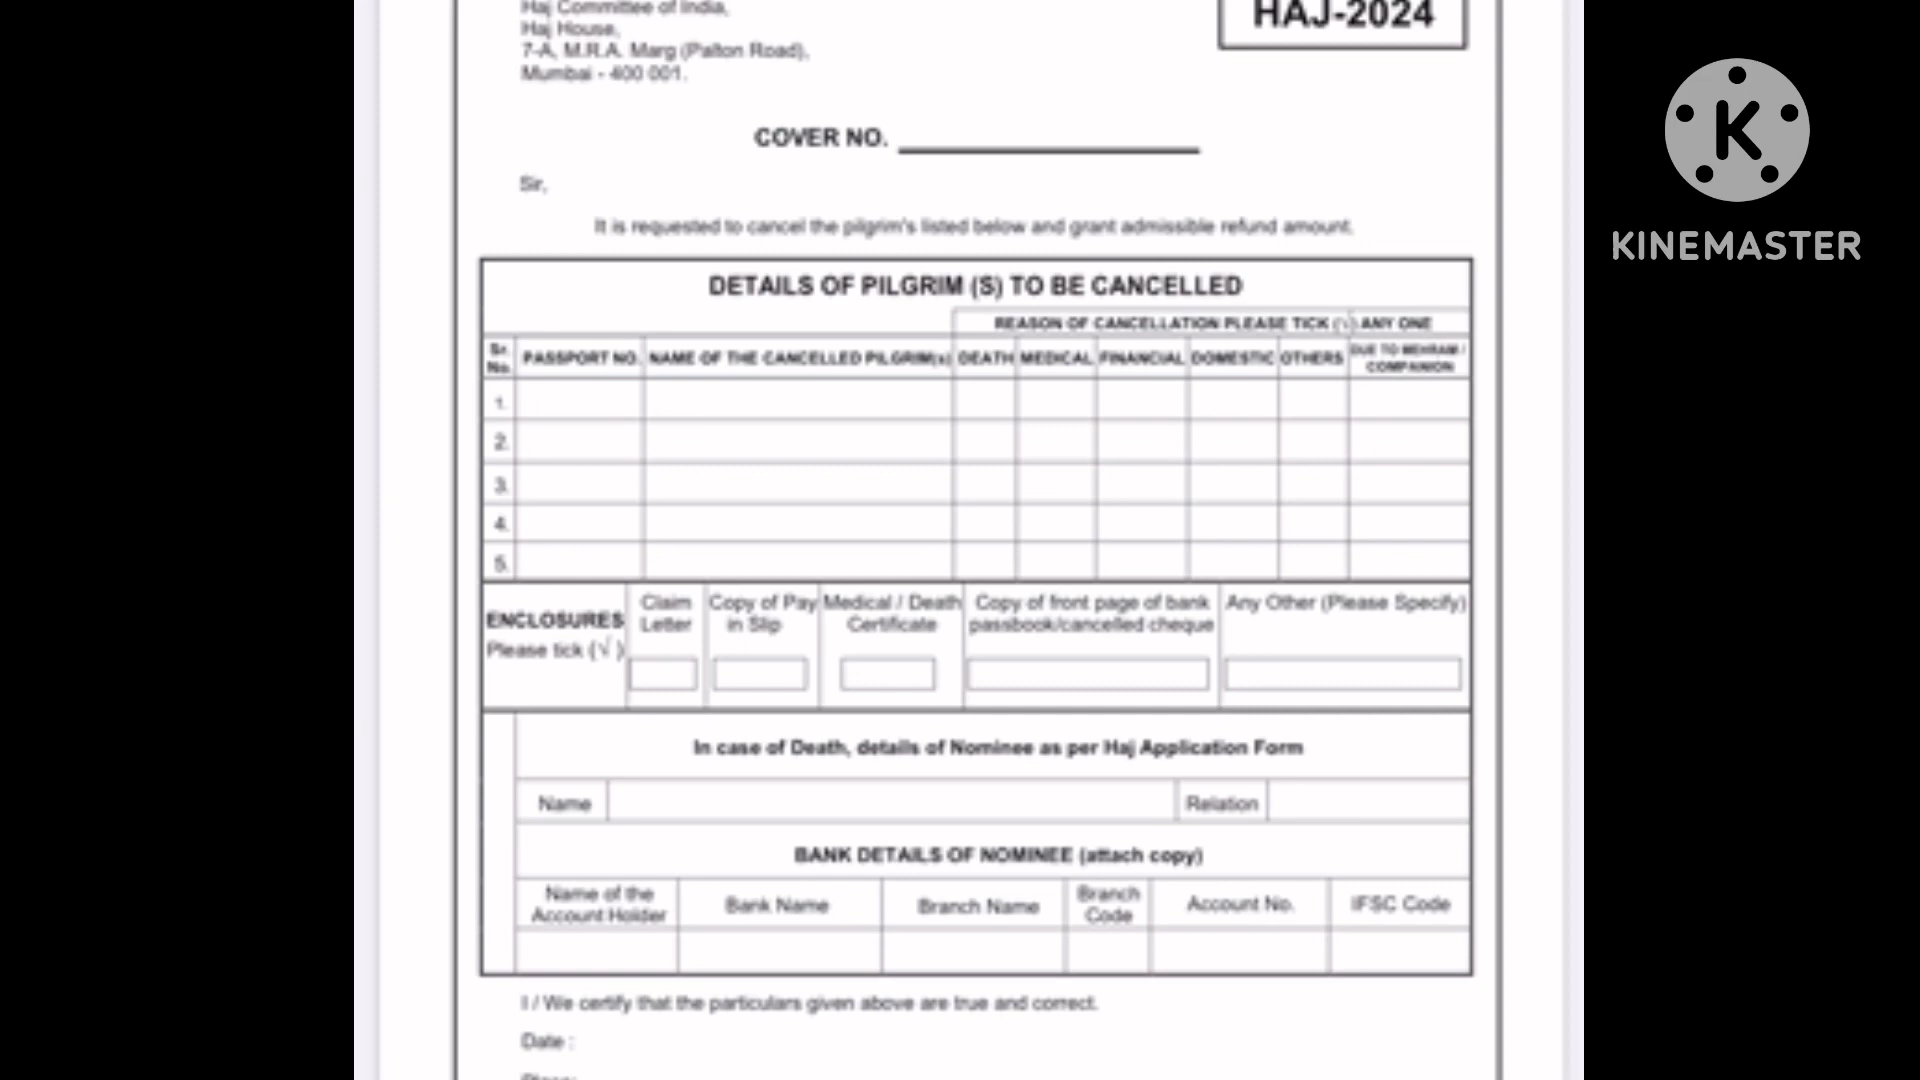 Haj Committee of India,
HAJ-2024
Haj House,
7-A, M.R.A. Marg (Palton Road),
Mumbai - 400 001.
KINEMASTER
COVER NO.
Sir,
It is requested to cancel the pilgrim's listed below and grant admissible refund amount.
DETAILS OF PILGRIM (S) TO BE CANCELLED
REASON OF CANCELLATION PLEASE TICK (√) ANY ONE
Sr. No. PASSPORT NO. NAME OF THE CANCELLED PILGRIM(s) DEATH MEDICAL FINANCIAL DOMESTIC OTHERS DUE TO MEHRAM / COMPANION
1.
2.
3.
4.
5.
ENCLOSURES Please tick (√ )
Claim Letter
Copy of Pay in Slip
Medical / Death Certificate
Copy of front page of bank passbook/cancelled cheque
Any Other (Please Specify)
In case of Death, details of Nominee as per Haj Application Form
Name Relation
BANK DETAILS OF NOMINEE (attach copy)
Name of the Account Holder Bank Name Branch Name Branch Code Account No. IFSC Code
I / We certify that the particulars given above are true and correct.
Date :